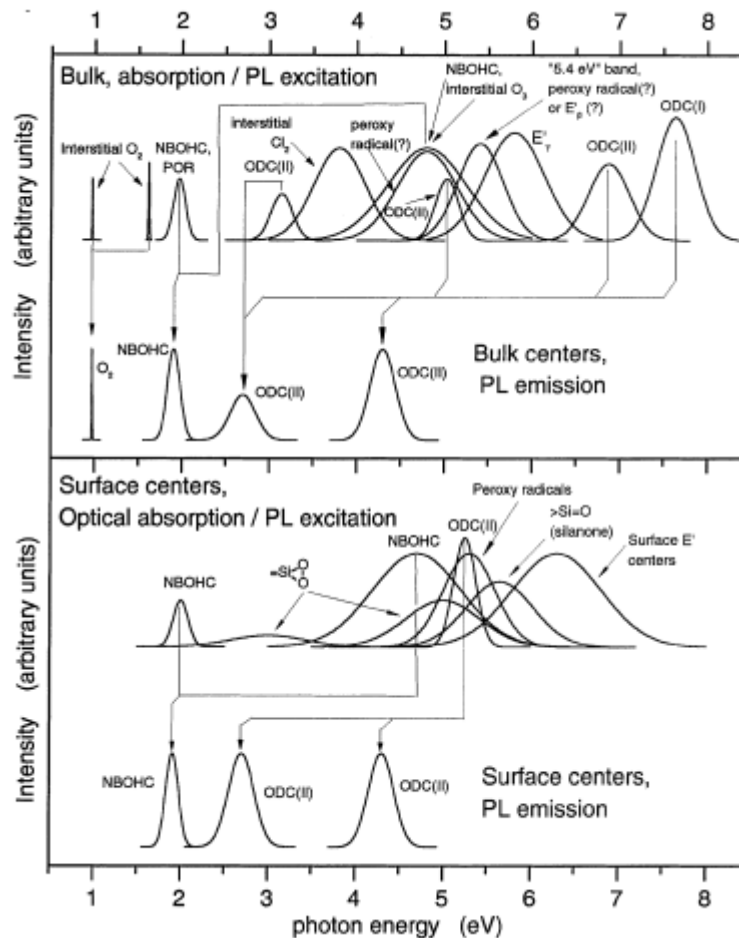 1 2 3 4 5 6 7 8
Bulk, absorption / PL excitation
NBOHC,
interstitial O3
"5.4 eV" band,
peroxy radical(?)
or E'β (?)
ODC(I)
Interstitial O2
NBOHC,
POR
interstitial
Cl2
peroxy
radical(?)
E'γ
ODC(II)
ODC(II)
ODC(II)
Intensity (arbitrary units)
O2
NBOHC
ODC(II)
ODC(II)
Bulk centers,
PL emission
Surface centers,
Optical absorption / PL excitation
Peroxy radicals
>Si=O
(silanone)
ODC(II)
NBOHC
Surface E'
centers
NBOHC
=Si
O
O
Intensity (arbitrary units)
NBOHC
ODC(II)
ODC(II)
Surface centers,
PL emission
1 2 3 4 5 6 7 8
photon energy (eV)